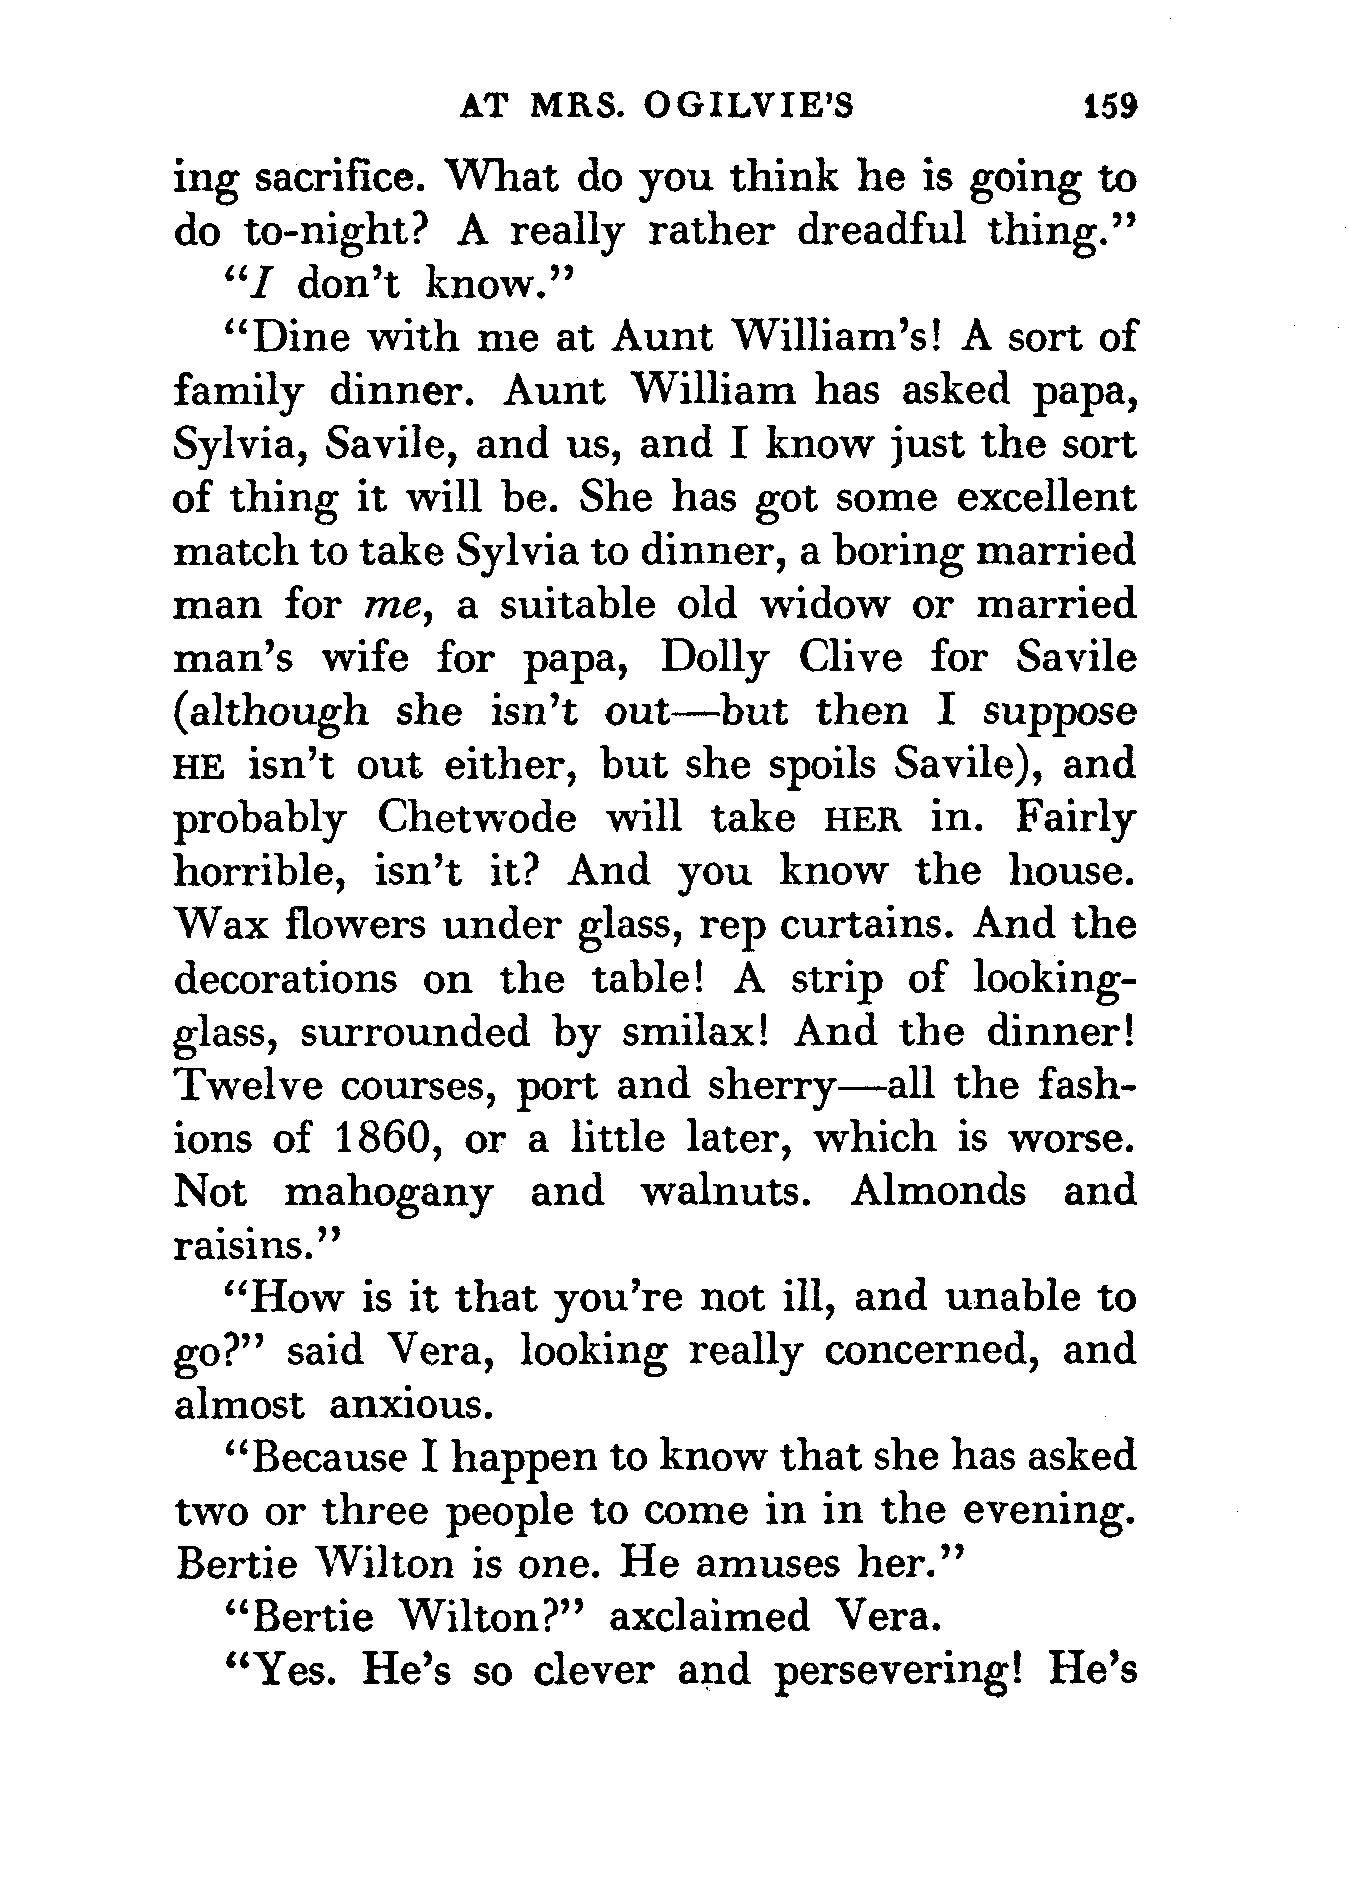 AT MRS. OGILVIE'S 159
ing sacrifice. What do you think he is going to
do to-night? A really rather dreadful thing."
"I don't know."
"Dine with me at Aunt William's! A sort of
family dinner. Aunt William has asked papa,
Sylvia, Savile, and us, and I know just the sort
of thing it will be. She has got some excellent
match to take Sylvia to dinner, a boring married
man for me, a suitable old widow or married
man's wife for papa, Dolly Clive for Savile
(although she isn't out—but then I suppose
HE isn't out either, but she spoils Savile), and
probably Chetwode will take HER in. Fairly
horrible, isn't it? And you know the house.
Wax flowers under glass, rep curtains. And the
decorations on the table! A strip of looking-
glass, surrounded by smilax! And the dinner!
Twelve courses, port and sherry—all the fash-
ions of 1860, or a little later, which is worse.
Not mahogany and walnuts. Almonds and
raisins."
"How is it that you're not ill, and unable to
go?" said Vera, looking really concerned, and
almost anxious.
"Because I happen to know that she has asked
two or three people to come in in the evening.
Bertie Wilton is one. He amuses her."
"Bertie Wilton?" axclaimed Vera.
"Yes. He's so clever and persevering! He's